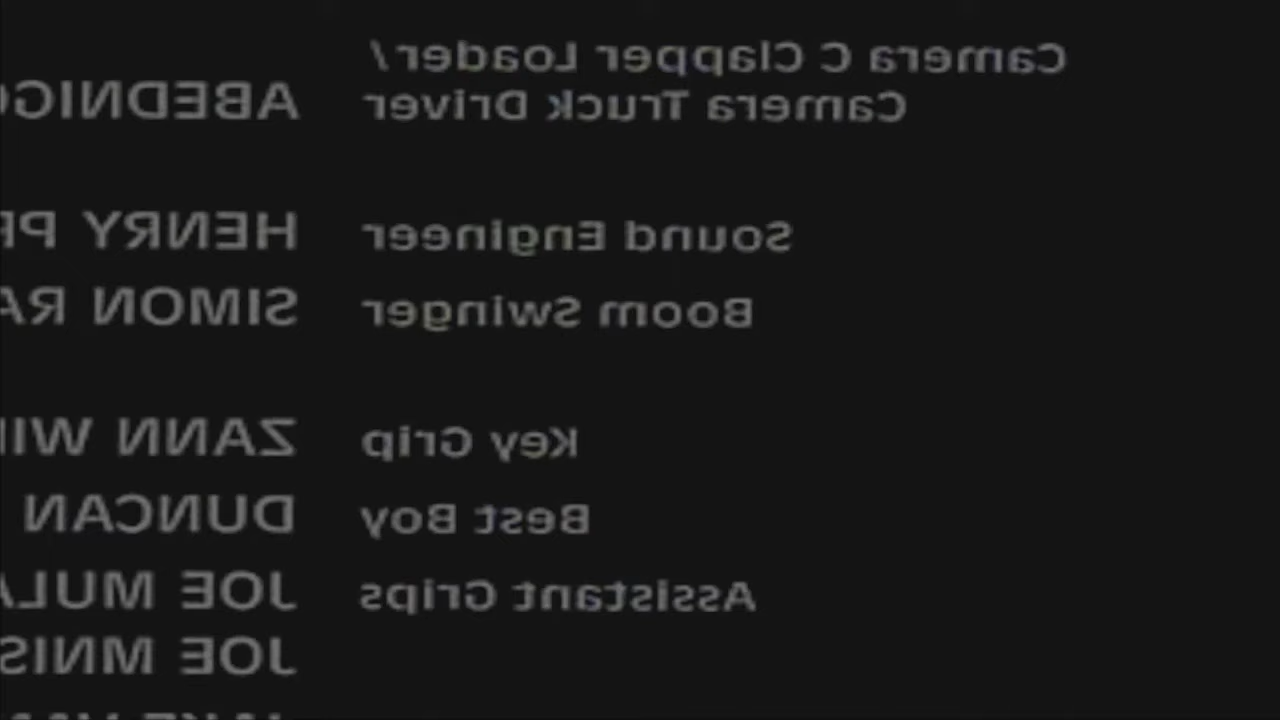 Camera C Clapper Loader/
Camera Truck Driver ABEDNIGO
Sound Engineer HENRY
Boom Swinger SIMON
Key Grip ZANN
Best Boy DUNCAN
Assistant Grips JOE
JOE